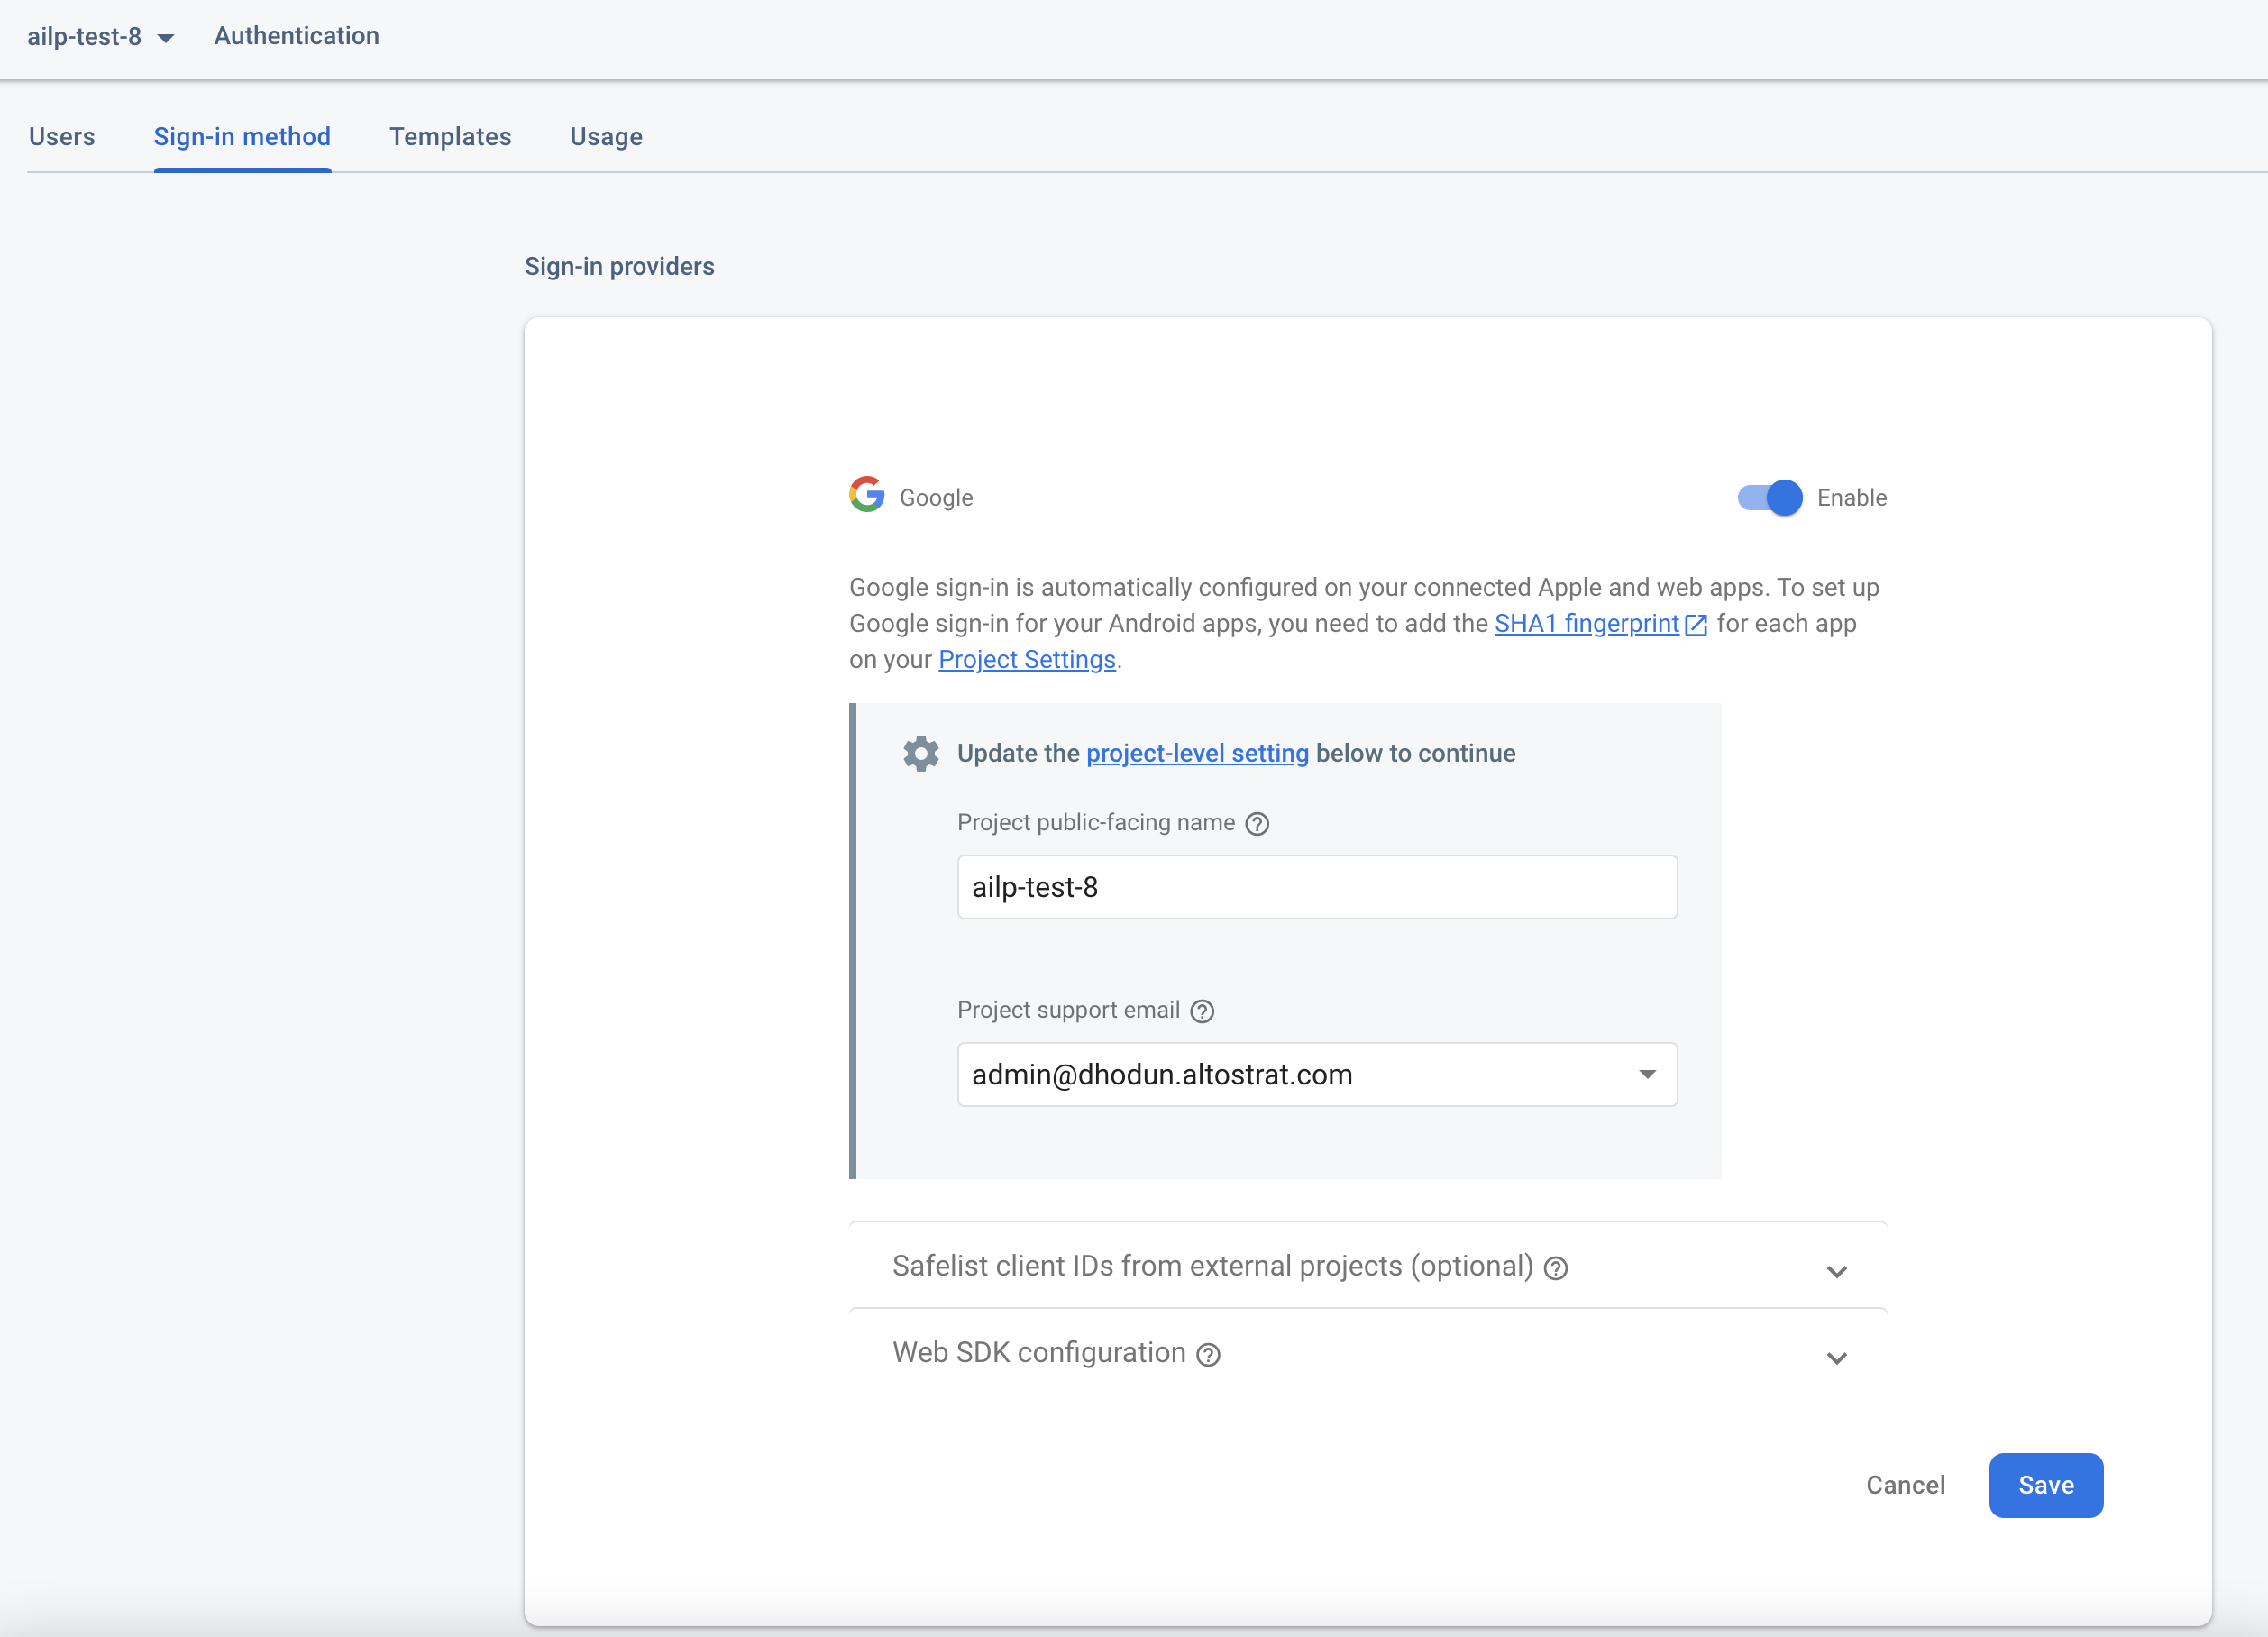 ailp-test-8 Authentication
Users Sign-in method Templates Usage
Sign-in providers
Google Enable
Google sign-in is automatically configured on your connected Apple and web apps. To set up
Google sign-in for your Android apps, you need to add the SHA1 fingerprint for each app
on your Project Settings.
Update the project-level setting below to continue
Project public-facing name
ailp-test-8
Project support email
admin@dhodun.altostrat.com
Safelist client IDs from external projects (optional)
Web SDK configuration
Cancel Save